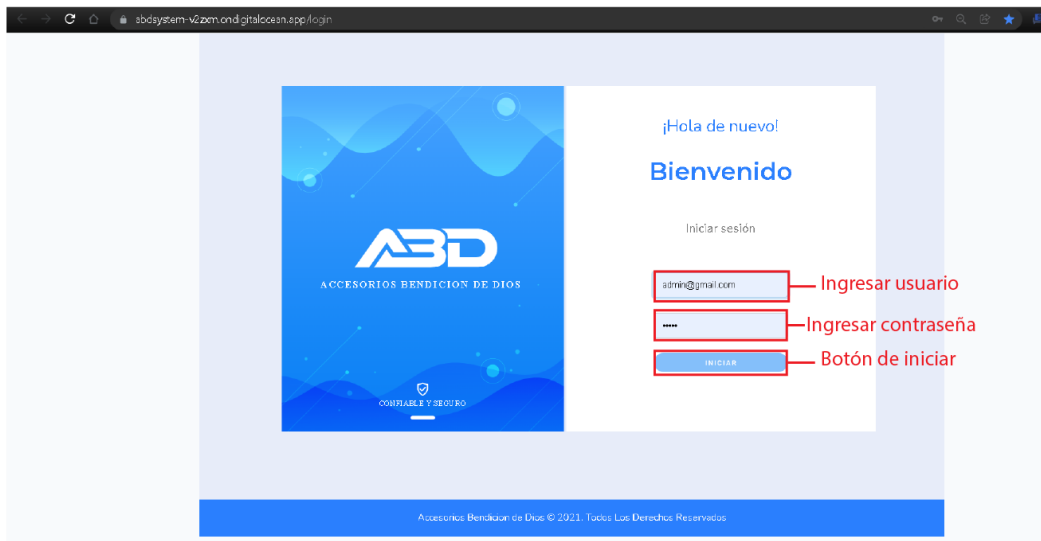 abdsystem-v2zxm.ondigitalocean.app/login
¡Hola de nuevo!
Bienvenido
Iniciar sesión
ABD
ACCESORIOS BENDICION DE DIOS
admin@gmail.com
Ingresar usuario
•••••
Ingresar contraseña
INICIAR
Botón de iniciar
CONFIABLE Y SEGURO
Accesorios Bendicion de Dios © 2021. Todos Los Derechos Reservados